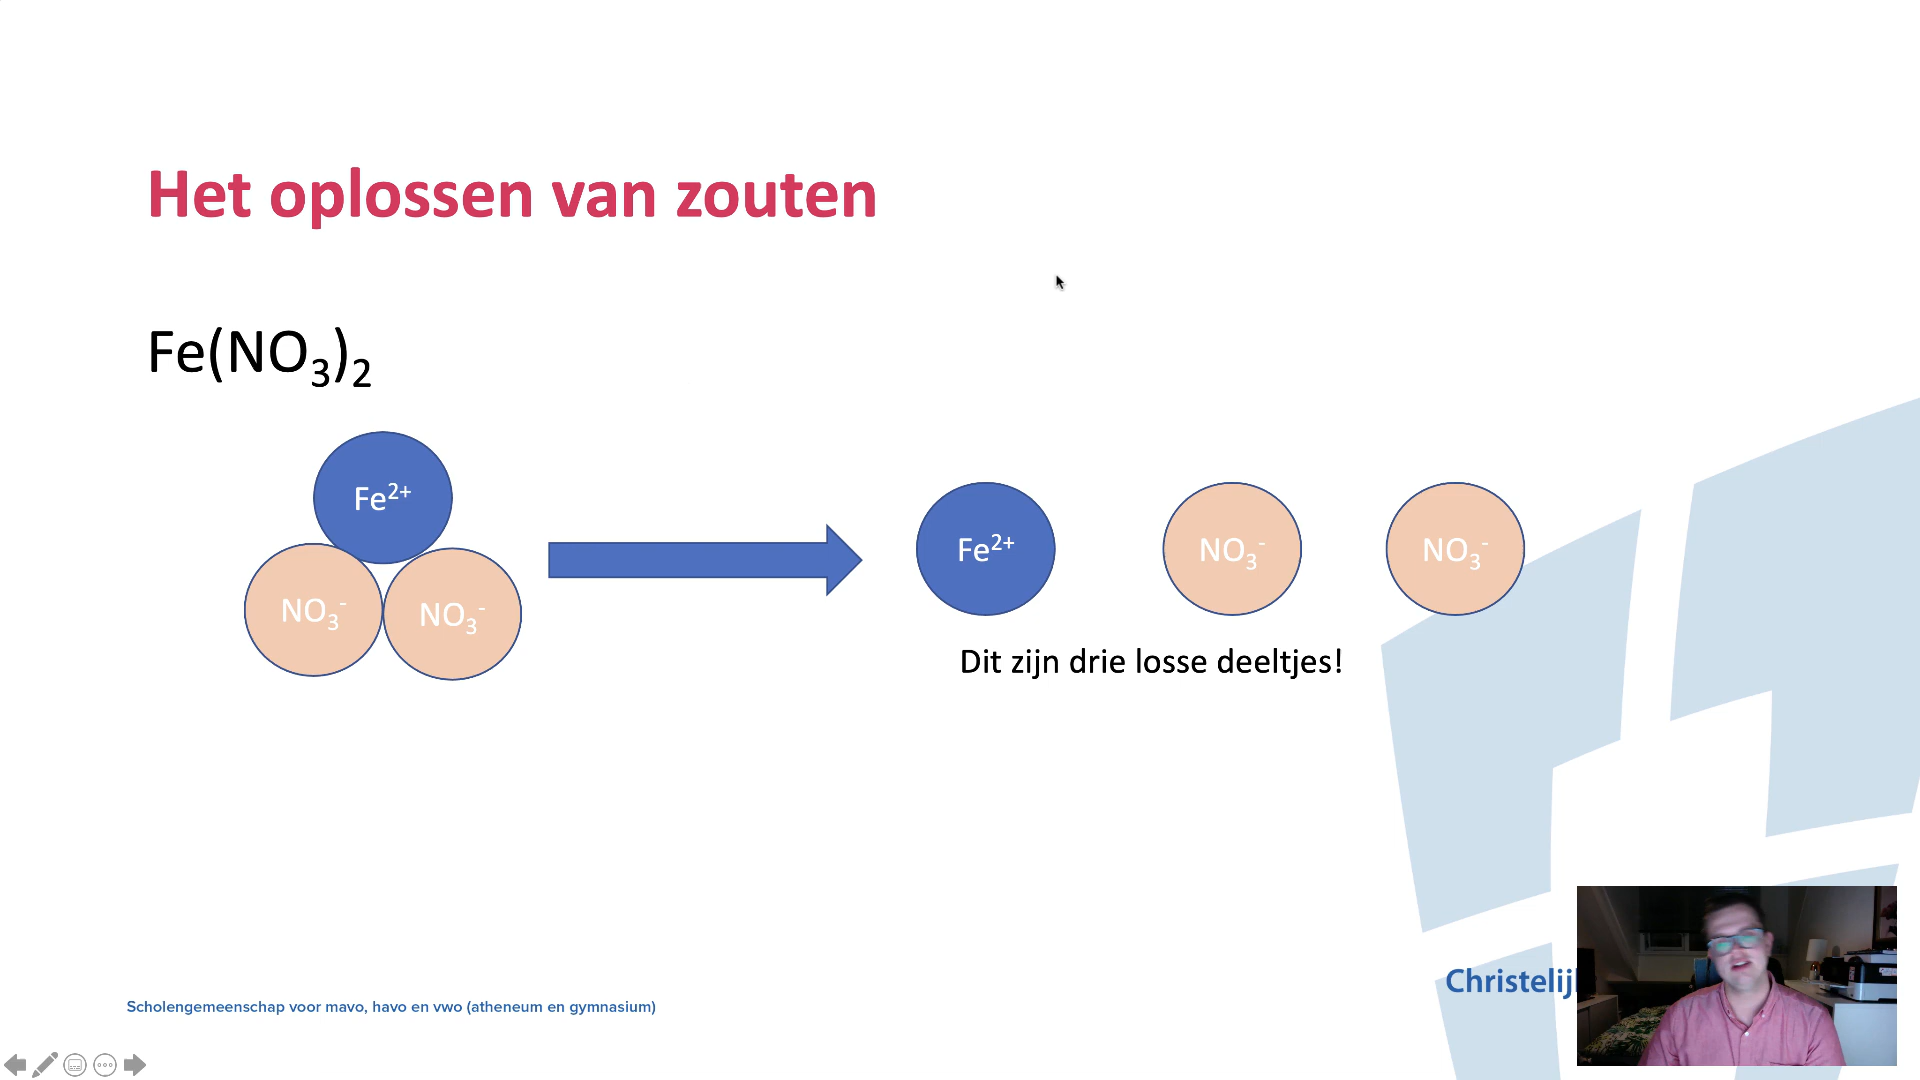 Het oplossen van zouten
Fe(NO₃)₂
Fe²⁺
NO₃⁻
NO₃⁻
Fe²⁺
NO₃⁻
NO₃⁻
Dit zijn drie losse deeltjes!
Scholengemeenschap voor mavo, havo en vwo (atheneum en gymnasium)